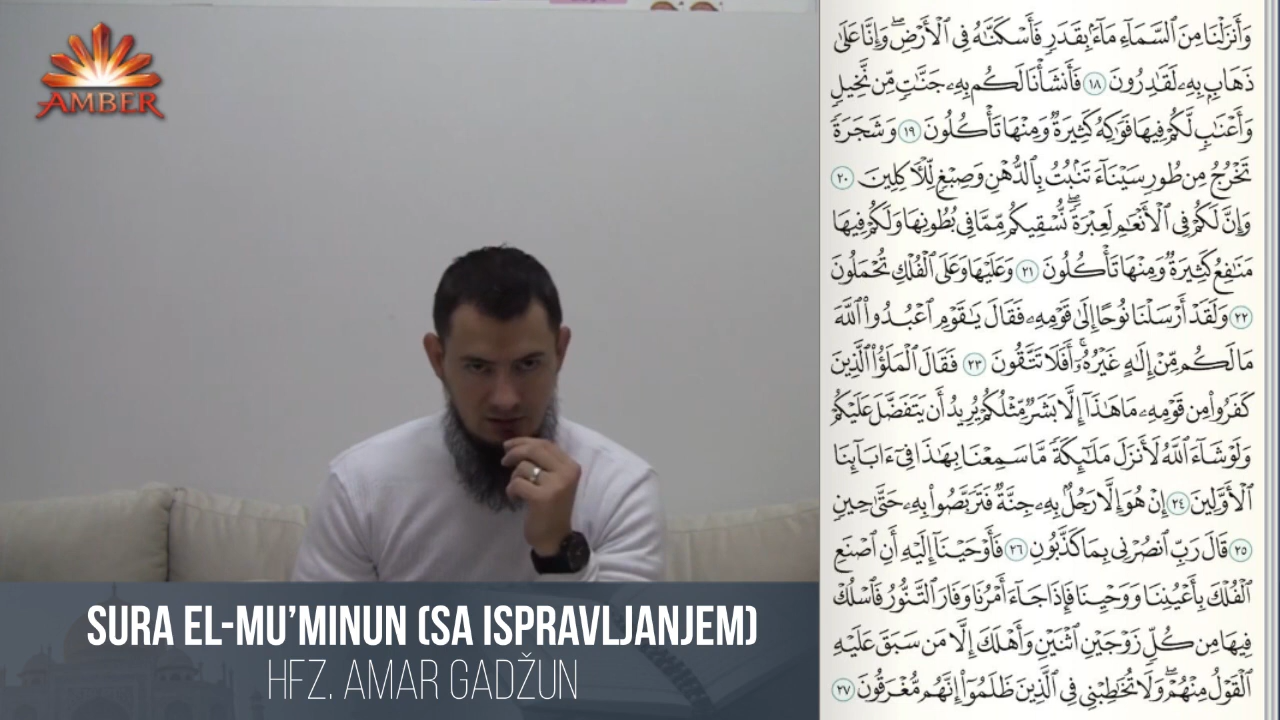 AMBER
وَأَنزَلْنَا مِنَ ٱلسَّمَآءِ مَآءًۢ بِقَدَرٍ فَأَسْكَنَّٰهُ فِى ٱلْأَرْضِ ۖ وَإِنَّا عَلَىٰ
ذَهَابٍۭ بِهِۦ لَقَٰدِرُونَ ١٨ فَأَنشَأْنَا لَكُم بِهِۦ جَنَّٰتٍ مِّن نَّخِيلٍ
وَأَعْنَٰبٍ لَّكُمْ فِيهَا فَوَٰكِهُ كَثِيرَةٌ وَمِنْهَا تَأْكُلُونَ ١٩ وَشَجَرَةً
تَخْرُجُ مِن طُورِ سَيْنَآءَ تَنۢبُتُ بِٱلدُّهْنِ وَصِبْغٍ لِّلْءَاكِلِينَ ٢٠
وَإِنَّ لَكُمْ فِى ٱلْأَنْعَٰمِ لَعِبْرَةً ۖ نُّسْقِيكُم مِّمَّا فِى بُطُونِهَا وَلَكُمْ فِيهَا
مَنَٰفِعُ كَثِيرَةٌ وَمِنْهَا تَأْكُلُونَ ٢١ وَعَلَيْهَا وَعَلَى ٱلْفُلْكِ تُحْمَلُونَ
٢٢ وَلَقَدْ أَرْسَلْنَا نُوحًا إِلَىٰ قَوْمِهِۦ فَقَالَ يَٰقَوْمِ ٱعْبُدُوا۟ ٱللَّهَ
مَا لَكُم مِّنْ إِلَٰهٍ غَيْرُهُۥٓ ۚ أَفَلَا تَتَّقُونَ ٢٣ فَقَالَ ٱلْمَلَؤُا۟ ٱلَّذِينَ
كَفَرُوا۟ مِن قَوْمِهِۦ مَا هَٰذَآ إِلَّا بَشَرٌ مِّثْلُكُمْ يُرِيدُ أَن يَتَفَضَّلَ عَلَيْكُمْ
وَلَوْ شَآءَ ٱللَّهُ لَأَنزَلَ مَلَٰٓئِكَةً مَّا سَمِعْنَا بِهَٰذَا فِىٓ ءَابَآئِنَا
ٱلْأَوَّلِينَ ٢٤ إِنْ هُوَ إِلَّا رَجُلٌۢ بِهِۦ جِنَّةٌ فَتَرَبَّصُوا۟ بِهِۦ حَتَّىٰ حِينٍ
٢٥ قَالَ رَبِّ ٱنصُرْنِى بِمَا كَذَّبُونِ ٢٦ فَأَوْحَيْنَآ إِلَيْهِ أَنِ ٱصْنَعِ
ٱلْفُلْكَ بِأَعْيُنِنَا وَوَحْيِنَا فَإِذَا جَآءَ أَمْرُنَا وَفَارَ ٱلتَّنُّورُ فَٱسْلُكْ
فِيهَا مِن كُلٍّ زَوْجَيْنِ ٱثْنَيْنِ وَأَهْلَكَ إِلَّا مَن سَبَقَ عَلَيْهِ
ٱلْقَوْلُ مِنْهُمْ ۖ وَلَا تُخَٰطِبْنِى فِى ٱلَّذِينَ ظَلَمُوٓا۟ إِنَّهُم مُّغْرَقُونَ ٢٧
SURA EL-MU’MINUN (SA ISPRAVLJANJEM)
HFZ. AMAR GADŽUN